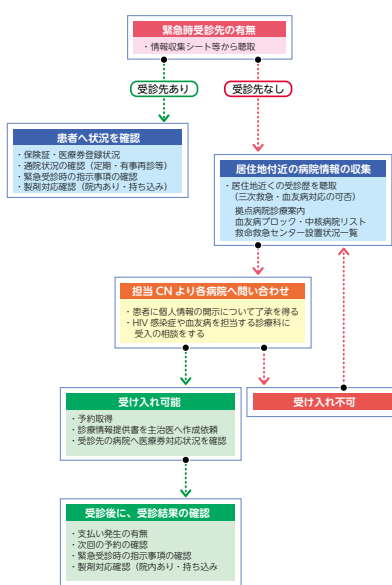 緊急時受診先の有無
・情報収集シート等から聴取
受診先あり
受診先なし
患者へ状況を確認
・保険証・医療券登録状況
・通院状況の確認（定期・有事再診等）
・緊急受診時の指示事項の確認
・製剤対応確認（院内あり・持ち込み）
居住地付近の病院情報の収集
・居住地近くの受診歴を聴取
（三次救急・血友病対応の可否）
拠点病院診療案内
血友病ブロック・中核病院リスト
救命救急センター設置状況一覧
担当 CN より各病院へ問い合わせ
・患者に個人情報の開示について了承を得る
・HIV 感染症や血友病を担当する診療科に
受入の相談をする
受け入れ可能
・予約取得
・診療情報提供書を主治医へ作成依頼
・受診先の病院へ医療券対応状況を確認
受け入れ不可
受診後に、受診結果の確認
・支払い発生の有無
・次回の予約の確認
・緊急受診時の指示事項の確認
・製剤対応確認（院内あり・持ち込み